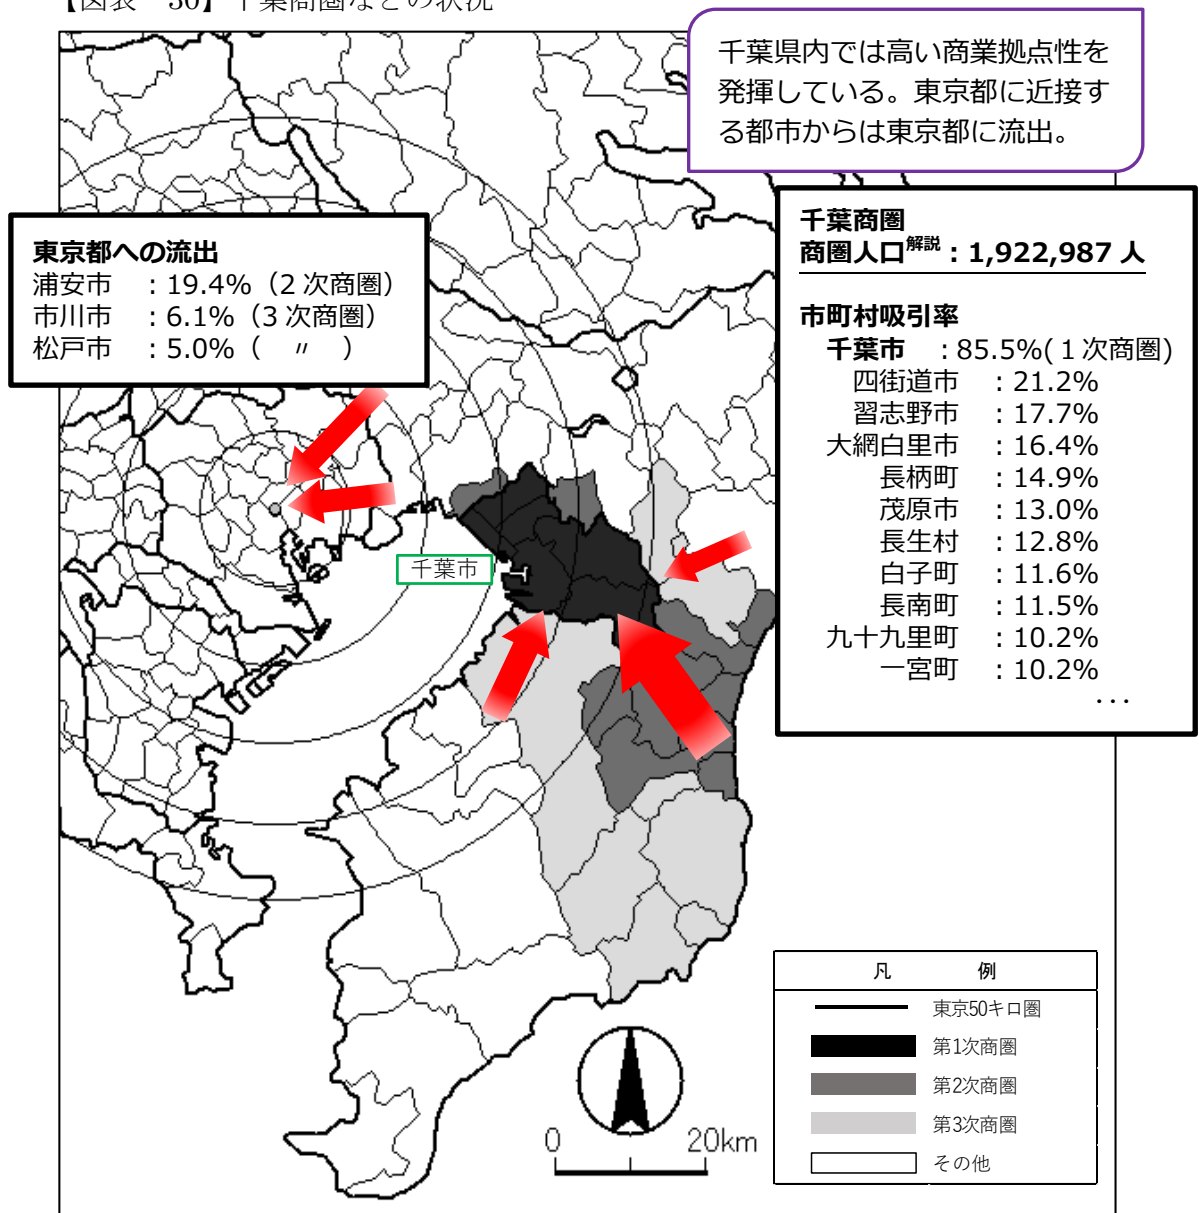 【図表 30】千葉商圏などの状況
千葉県内では高い商業拠点性を
発揮している。東京都に近接す
る都市からは東京都に流出。
東京都への流出
浦安市 ：19.4%（2 次商圏）
市川市 ：6.1%（3 次商圏）
松戸市 ：5.0%（ 〃 ）
千葉商圏
商圏人口解説：1,922,987 人
市町村吸引率
千葉市 ：85.5%(１次商圏)
四街道市 ：21.2%
習志野市 ：17.7%
大網白里市 ：16.4%
長柄町 ：14.9%
茂原市 ：13.0%
長生村 ：12.8%
白子町 ：11.6%
長南町 ：11.5%
九十九里町 ：10.2%
一宮町 ：10.2%
...
千葉市
凡 例
東京50キロ圏
第1次商圏
第2次商圏
第3次商圏
その他
0 20km